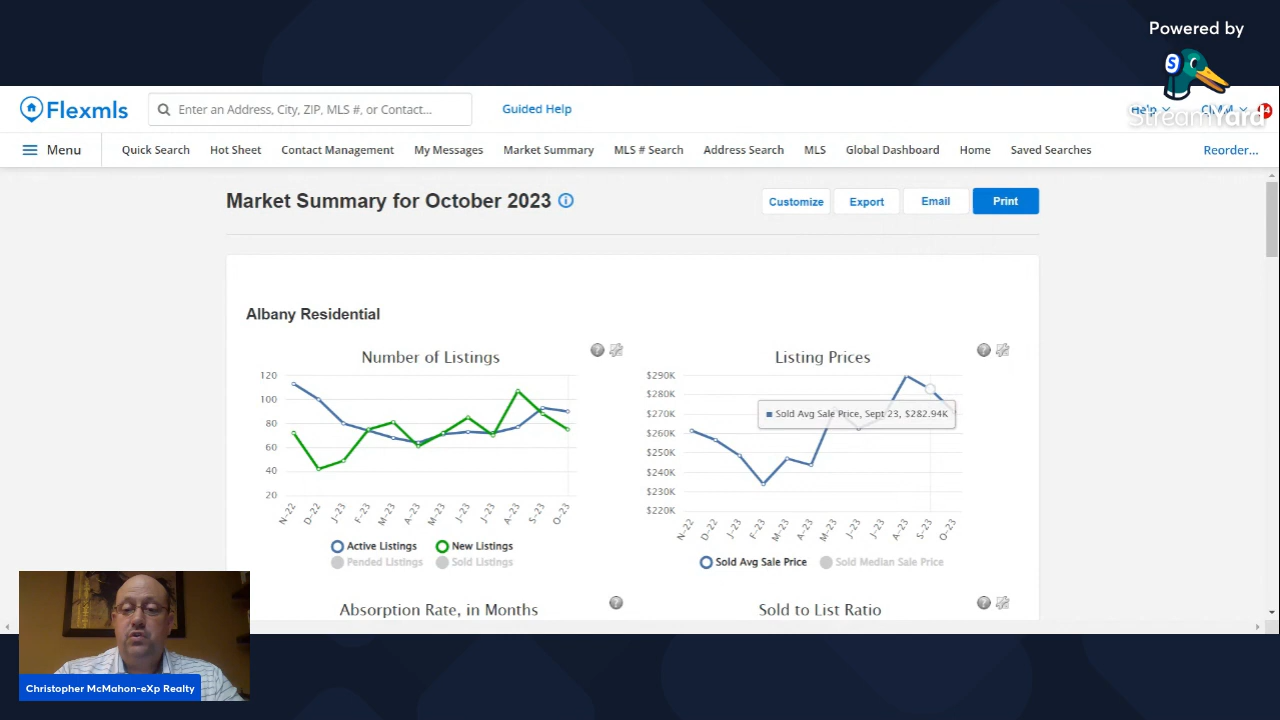 Powered by
S
Flexmls
Enter an Address, City, ZIP, MLS #, or Contact...
Guided Help
Help
StreamYard
Menu
Quick Search
Hot Sheet
Contact Management
My Messages
Market Summary
MLS # Search
Address Search
MLS
Global Dashboard
Home
Saved Searches
Reorder...
Market Summary for October 2023
Customize
Export
Email
Print
Albany Residential
Number of Listings
120
100
80
60
40
20
N-22 D-22 J-23 F-23 M-23 A-23 M-23 J-23 J-23 A-23 S-23 O-23
Active Listings New Listings
Pended Listings Sold Listings
Listing Prices
$290K
$280K
$270K
$260K
$250K
$240K
$230K
$220K
Sold Avg Sale Price, Sept 23, $282.94K
N-22 D-22 J-23 F-23 M-23 A-23 M-23 J-23 J-23 A-23 S-23 O-23
Sold Avg Sale Price Sold Median Sale Price
Absorption Rate, in Months
Sold to List Ratio
Christopher McMahon-eXp Realty